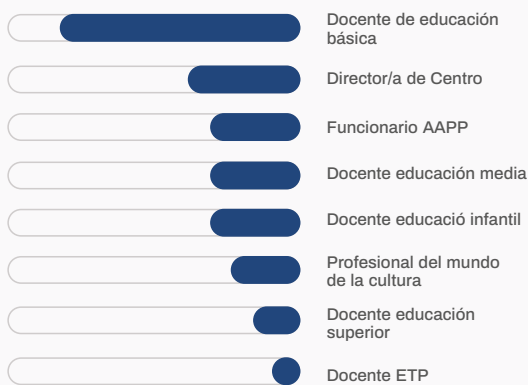 Docente de educación
básica
Director/a de Centro
Funcionario AAPP
Docente educación media
Docente educació infantil
Profesional del mundo
de la cultura
Docente educación
superior
Docente ETP